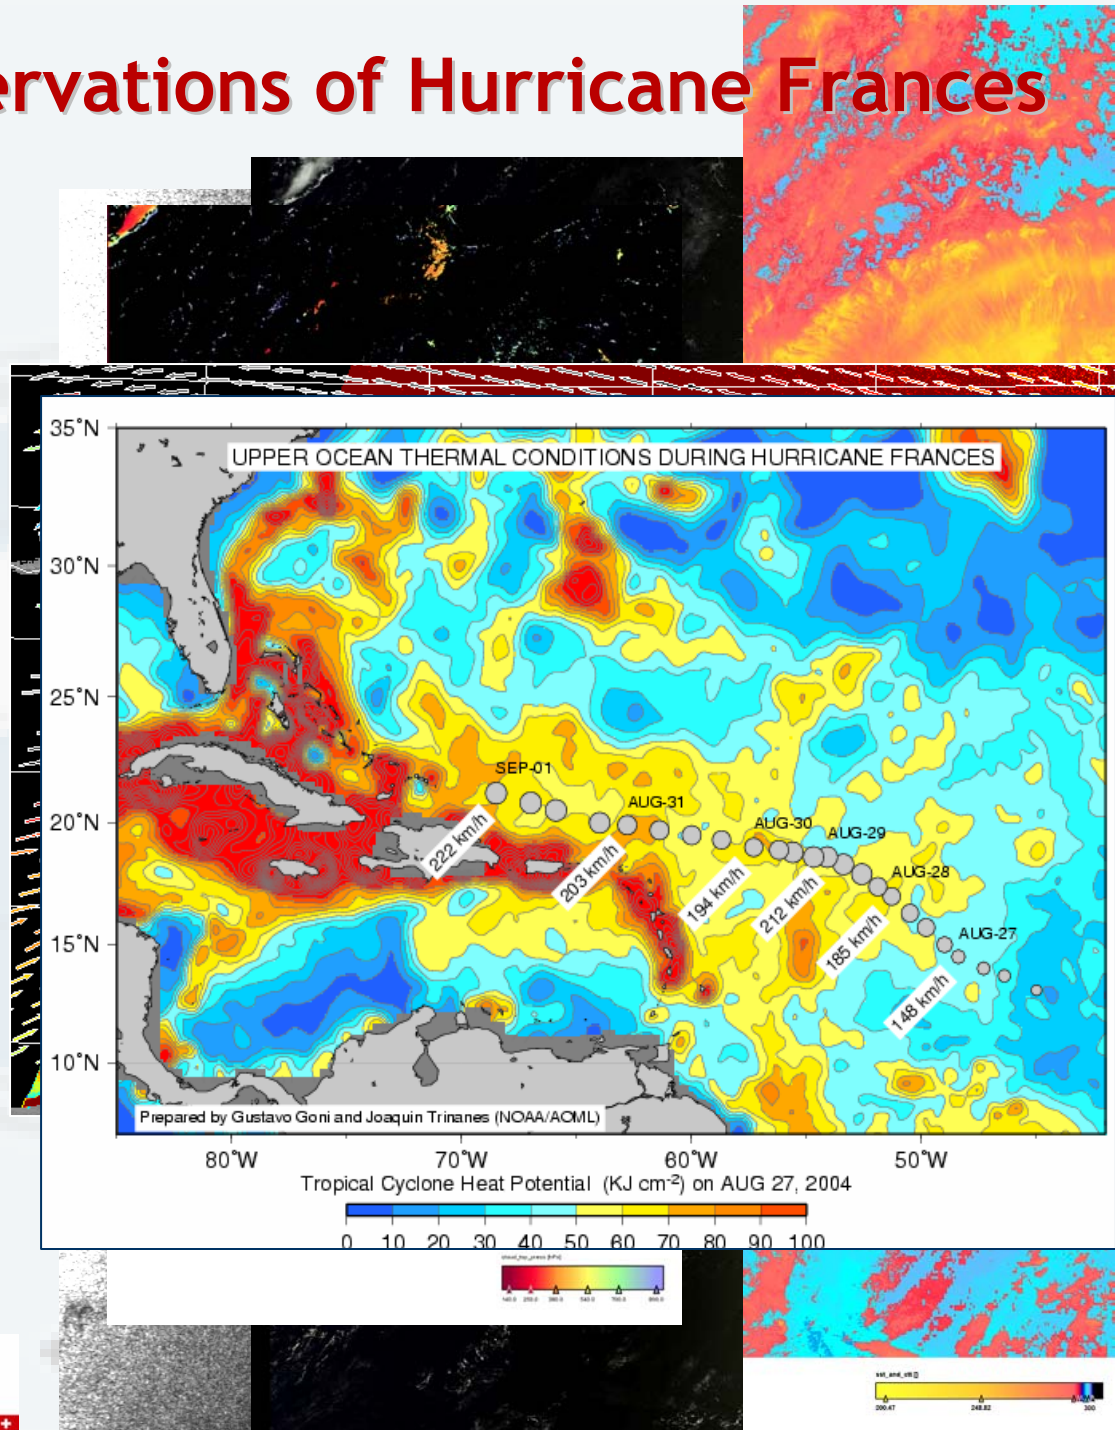 ervations of Hurricane Frances
UPPER OCEAN THERMAL CONDITIONS DURING HURRICANE FRANCES
35°N
30°N
25°N
20°N
15°N
10°N
SEP-01
AUG-31
AUG-30
AUG-29
AUG-28
AUG-27
222 km/h
203 km/h
194 km/h
212 km/h
185 km/h
148 km/h
Prepared by Gustavo Goni and Joaquin Trinanes (NOAA/AOML)
80°W 70°W 60°W 50°W
Tropical Cyclone Heat Potential (KJ cm⁻²) on AUG 27, 2004
0 10 20 30 40 50 60 70 80 90 100